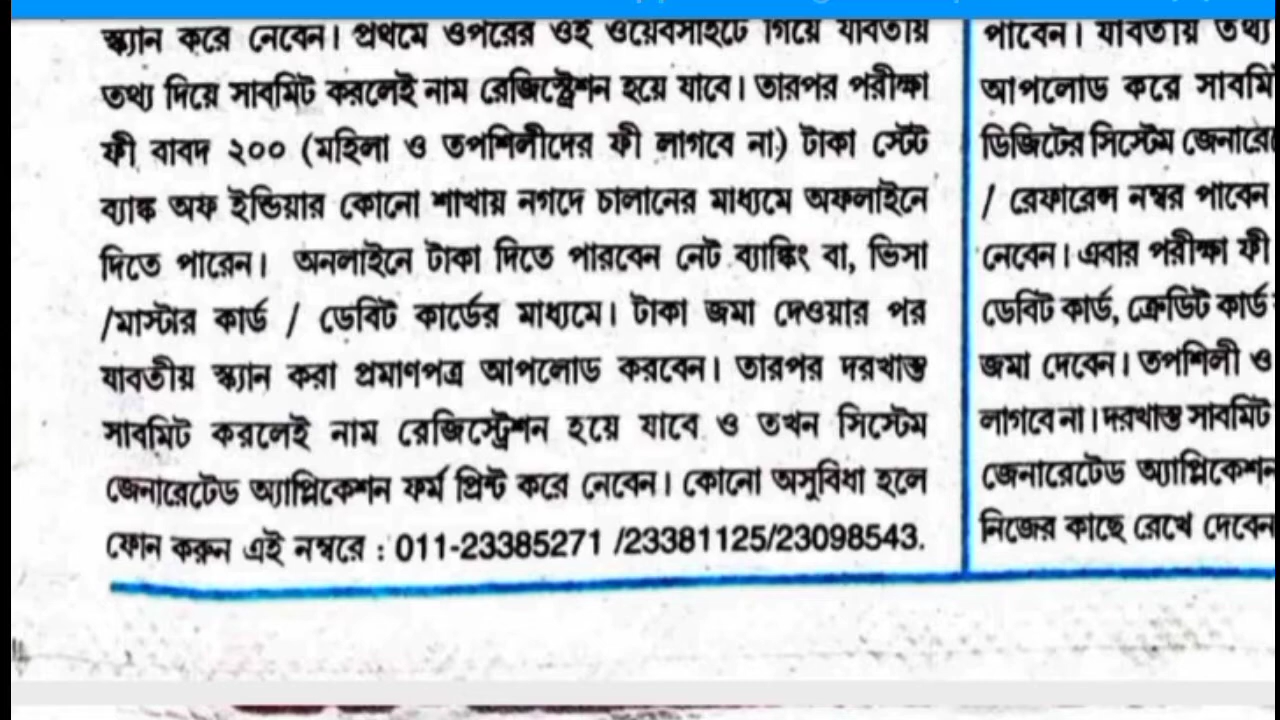 স্ক্যান করে নেবেন। প্রথমে ওপরের ওই ওয়েবসাইটে গিয়ে যাবতীয়
তথ্য দিয়ে সাবমিট করলেই নাম রেজিস্ট্রেশন হয়ে যাবে। তারপর পরীক্ষা
ফী বাবদ ২০০ (মহিলা ও তপশিলীদের ফী লাগবে না) টাকা স্টেট
ব্যাঙ্ক অফ ইন্ডিয়ার কোনো শাখায় নগদে চালানের মাধ্যমে অফলাইনে
দিতে পারেন। অনলাইনে টাকা দিতে পারবেন নেট ব্যাঙ্কিং বা, ভিসা
/মাস্টার কার্ড / ডেবিট কার্ডের মাধ্যমে। টাকা জমা দেওয়ার পর
যাবতীয় স্ক্যান করা প্রমাণপত্র আপলোড করবেন। তারপর দরখাস্ত
সাবমিট করলেই নাম রেজিস্ট্রেশন হয়ে যাবে ও তখন সিস্টেম
জেনারেটেড অ্যাপ্লিকেশন ফর্ম প্রিন্ট করে নেবেন। কোনো অসুবিধা হলে
ফোন করুন এই নম্বরে : 011-23385271 /23381125/23098543.
পাবেন। যাবতীয় তথ্য
আপলোড করে সাবমি
ডিজিটের সিস্টেম জেনারে
/ রেফারেন্স নম্বর পাবেন
নেবেন। এবার পরীক্ষা ফী
ডেবিট কার্ড, ক্রেডিট কার্ড
জমা দেবেন। তপশিলী ও
লাগবে না। দরখাস্ত সাবমিট
জেনারেটেড অ্যাপ্লিকেশন
নিজের কাছে রেখে দেবেন